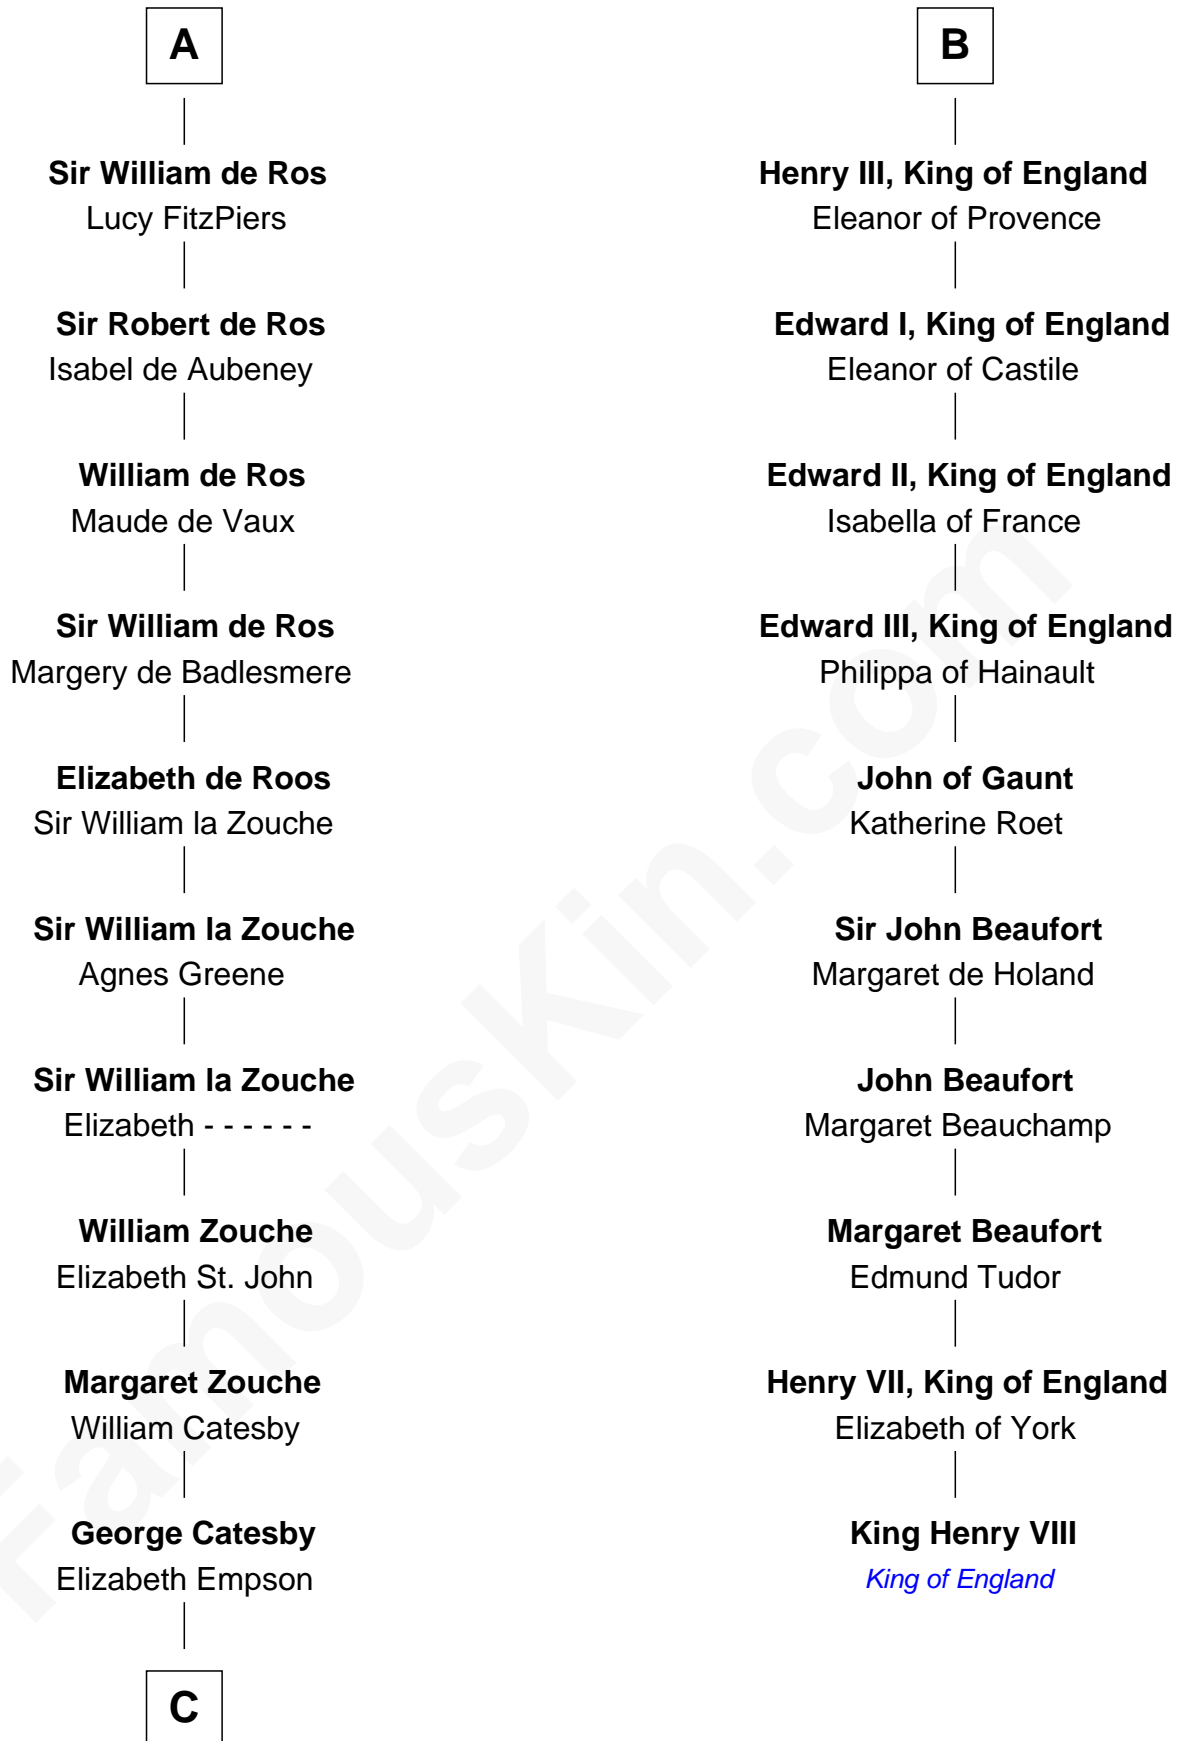 A
Sir William de Ros
Lucy FitzPiers
Sir Robert de Ros
Isabel de Aubeney
William de Ros
Maude de Vaux
Sir William de Ros
Margery de Badlesmere
Elizabeth de Roos
Sir William la Zouche
Sir William la Zouche
Agnes Greene
Sir William la Zouche
Elizabeth - - - - - -
William Zouche
Elizabeth St. John
Margaret Zouche
William Catesby
George Catesby
Elizabeth Empson
C
B
Henry III, King of England
Eleanor of Provence
Edward I, King of England
Eleanor of Castile
Edward II, King of England
Isabella of France
Edward III, King of England
Philippa of Hainault
John of Gaunt
Katherine Roet
Sir John Beaufort
Margaret de Holand
John Beaufort
Margaret Beauchamp
Margaret Beaufort
Edmund Tudor
Henry VII, King of England
Elizabeth of York
King Henry VIII
King of England
FamousKin.com